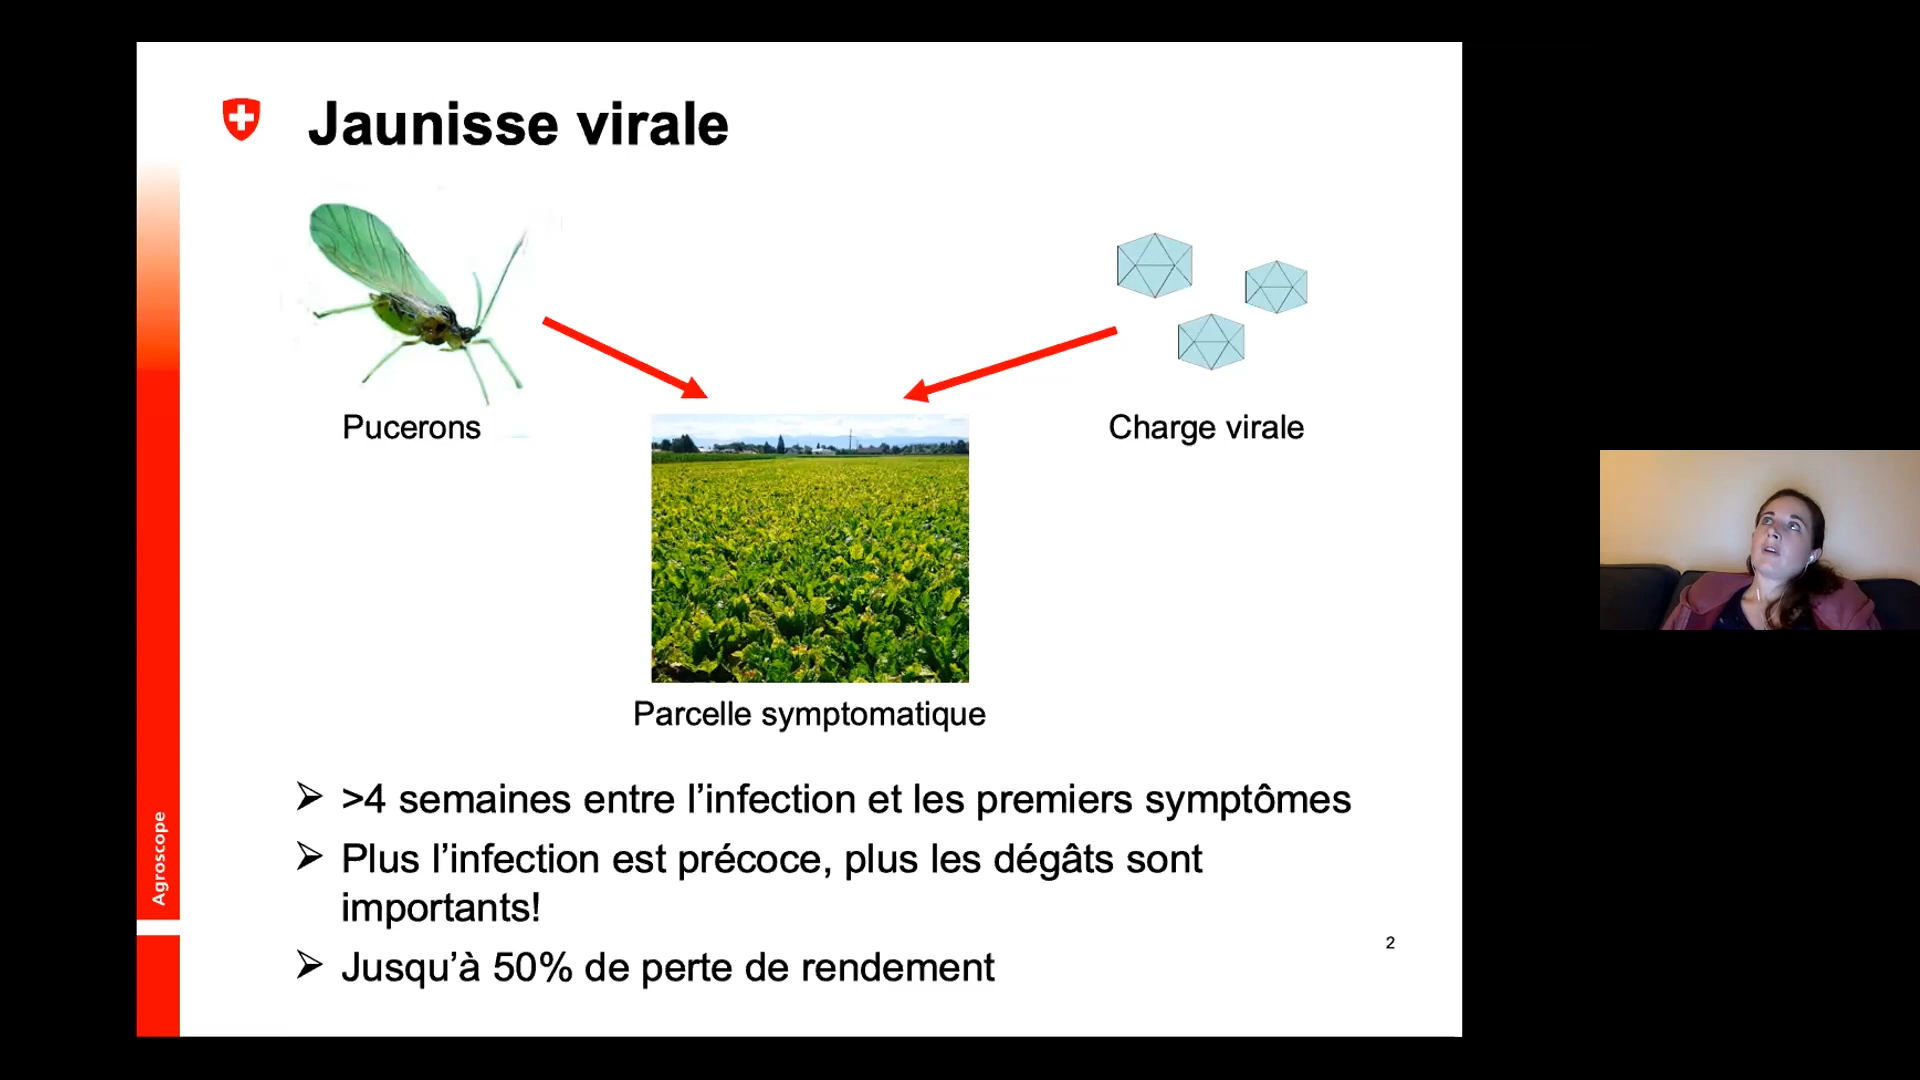 Jaunisse virale
Pucerons
Charge virale
Parcelle symptomatique
>4 semaines entre l’infection et les premiers symptômes
Plus l’infection est précoce, plus les dégâts sont
importants!
Jusqu’à 50% de perte de rendement
Agroscope
2